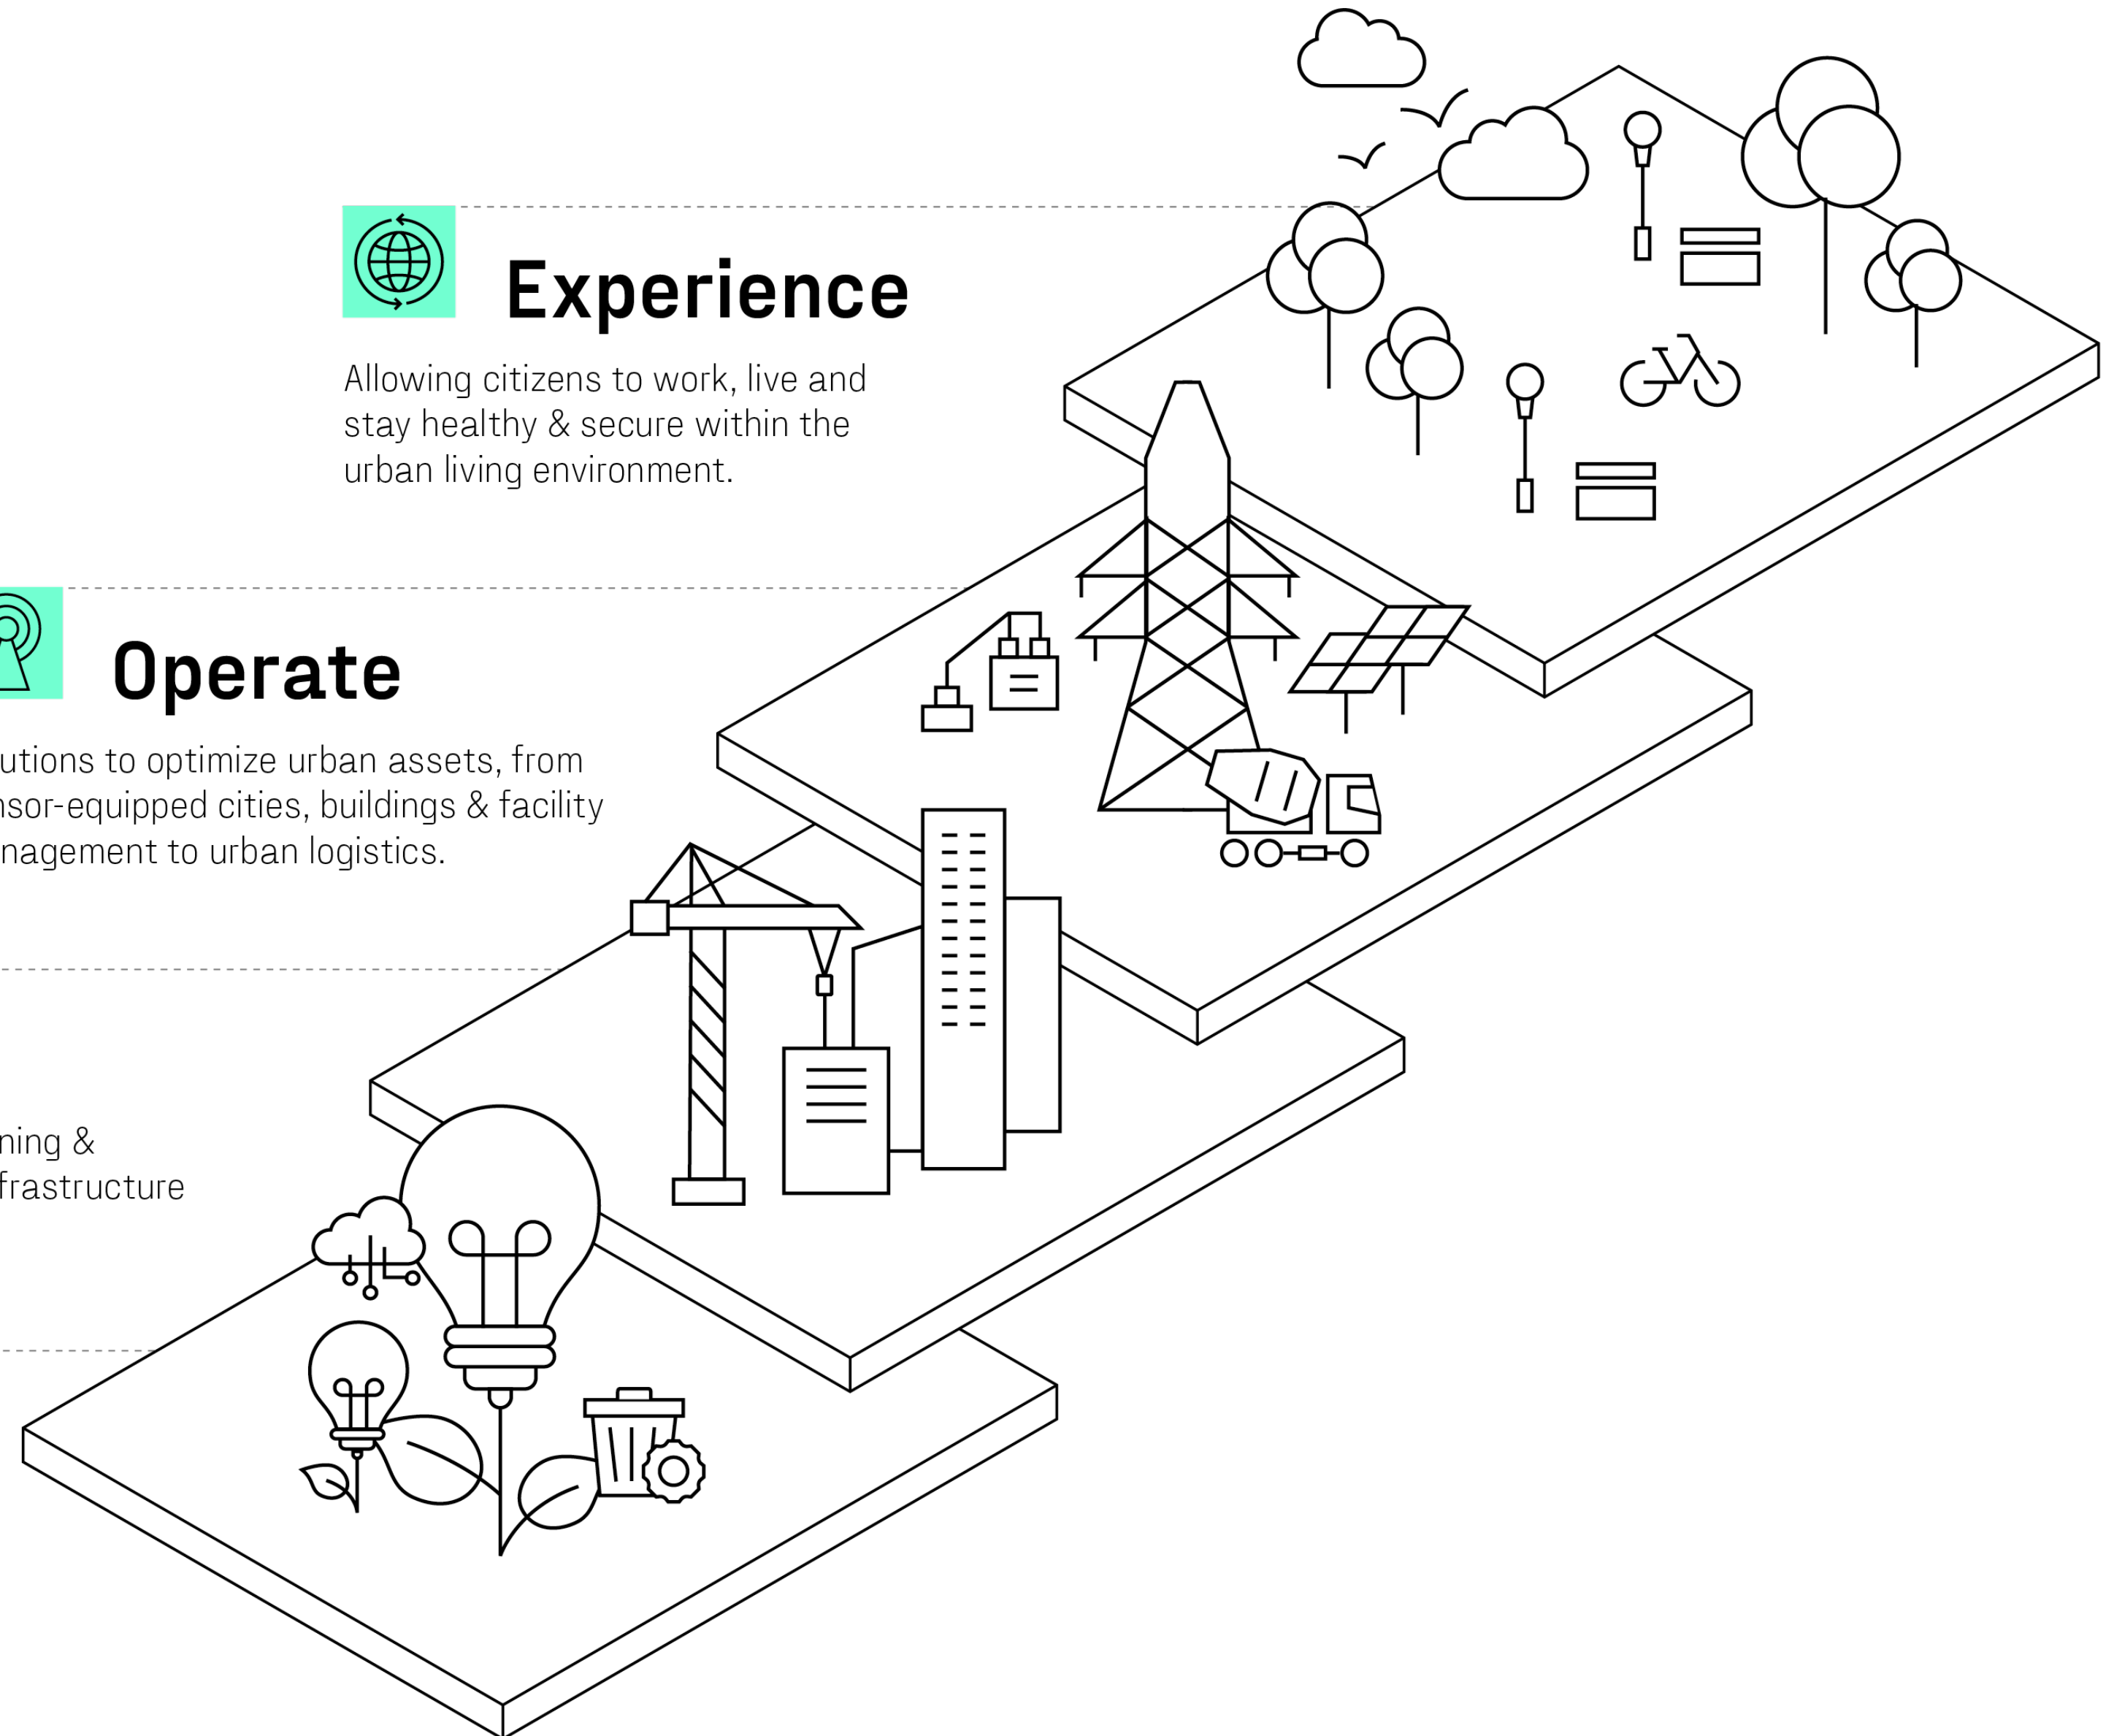 Experience
Allowing citizens to work, live and
stay healthy & secure within the
urban living environment.
Operate
utions to optimize urban assets, from
nsor-equipped cities, buildings & facility
nagement to urban logistics.
ning &
frastructure